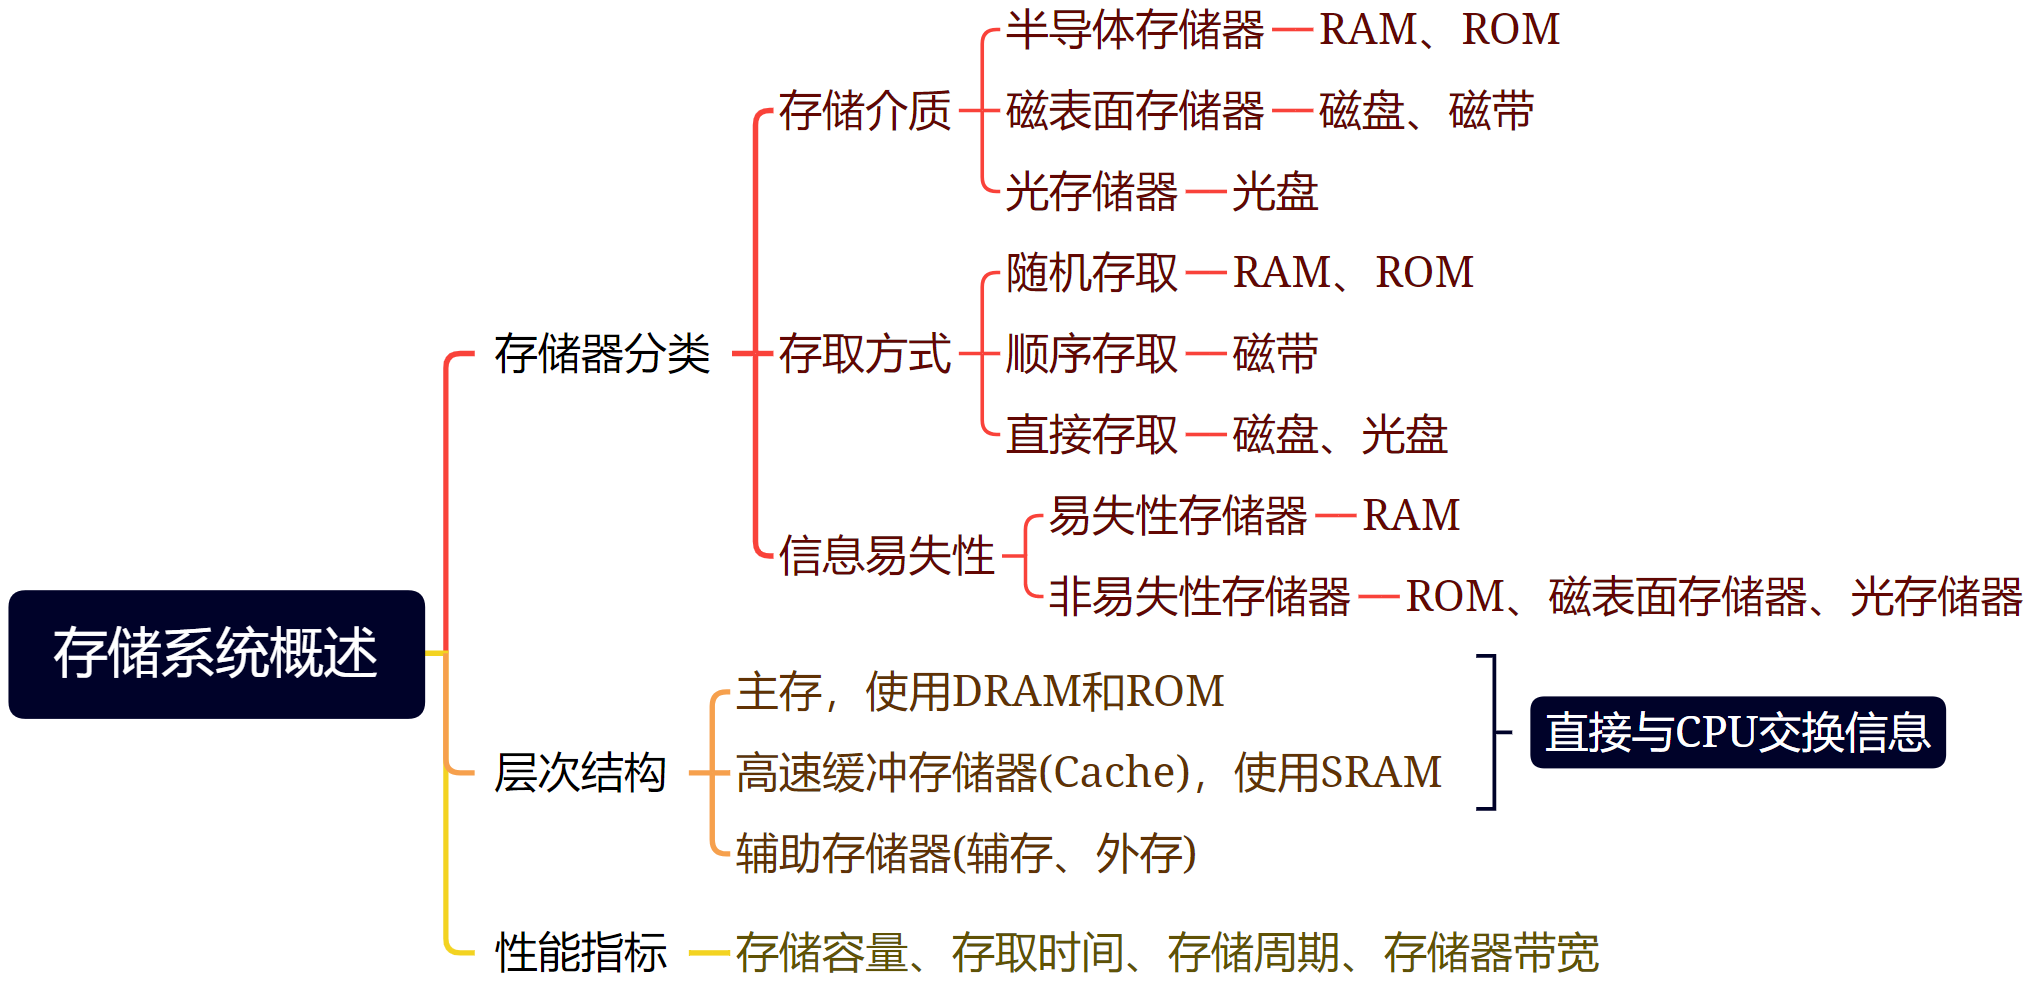 存储系统概述
存储器分类
存储介质
半导体存储器
RAM、ROM
磁表面存储器
磁盘、磁带
光存储器
光盘
存取方式
随机存取
RAM、ROM
顺序存取
磁带
直接存取
磁盘、光盘
信息易失性
易失性存储器
RAM
非易失性存储器
ROM、磁表面存储器、光存储器
层次结构
主存，使用DRAM和ROM
高速缓冲存储器(Cache)，使用SRAM
直接与CPU交换信息
辅助存储器(辅存、外存)
性能指标
存储容量、存取时间、存储周期、存储器带宽